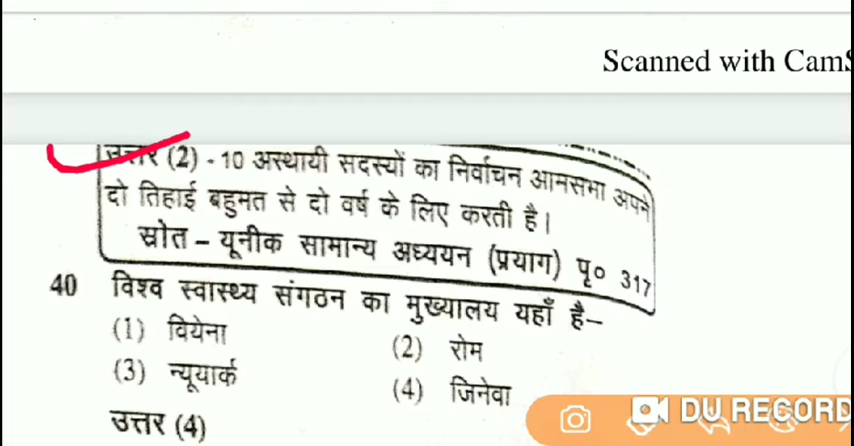 Scanned with CamS
उत्तर (2) - 10 अस्थायी सदस्यों का निर्वाचन आमसभा अपने
दो तिहाई बहुमत से दो वर्ष के लिए करती है।
स्रोत – यूनीक सामान्य अध्ययन (प्रयाग) पृ० 317
40 विश्व स्वास्थ्य संगठन का मुख्यालय यहाँ है–
(1) वियेना (2) रोम
(3) न्यूयार्क (4) जिनेवा
उत्तर (4)
DU RECORD